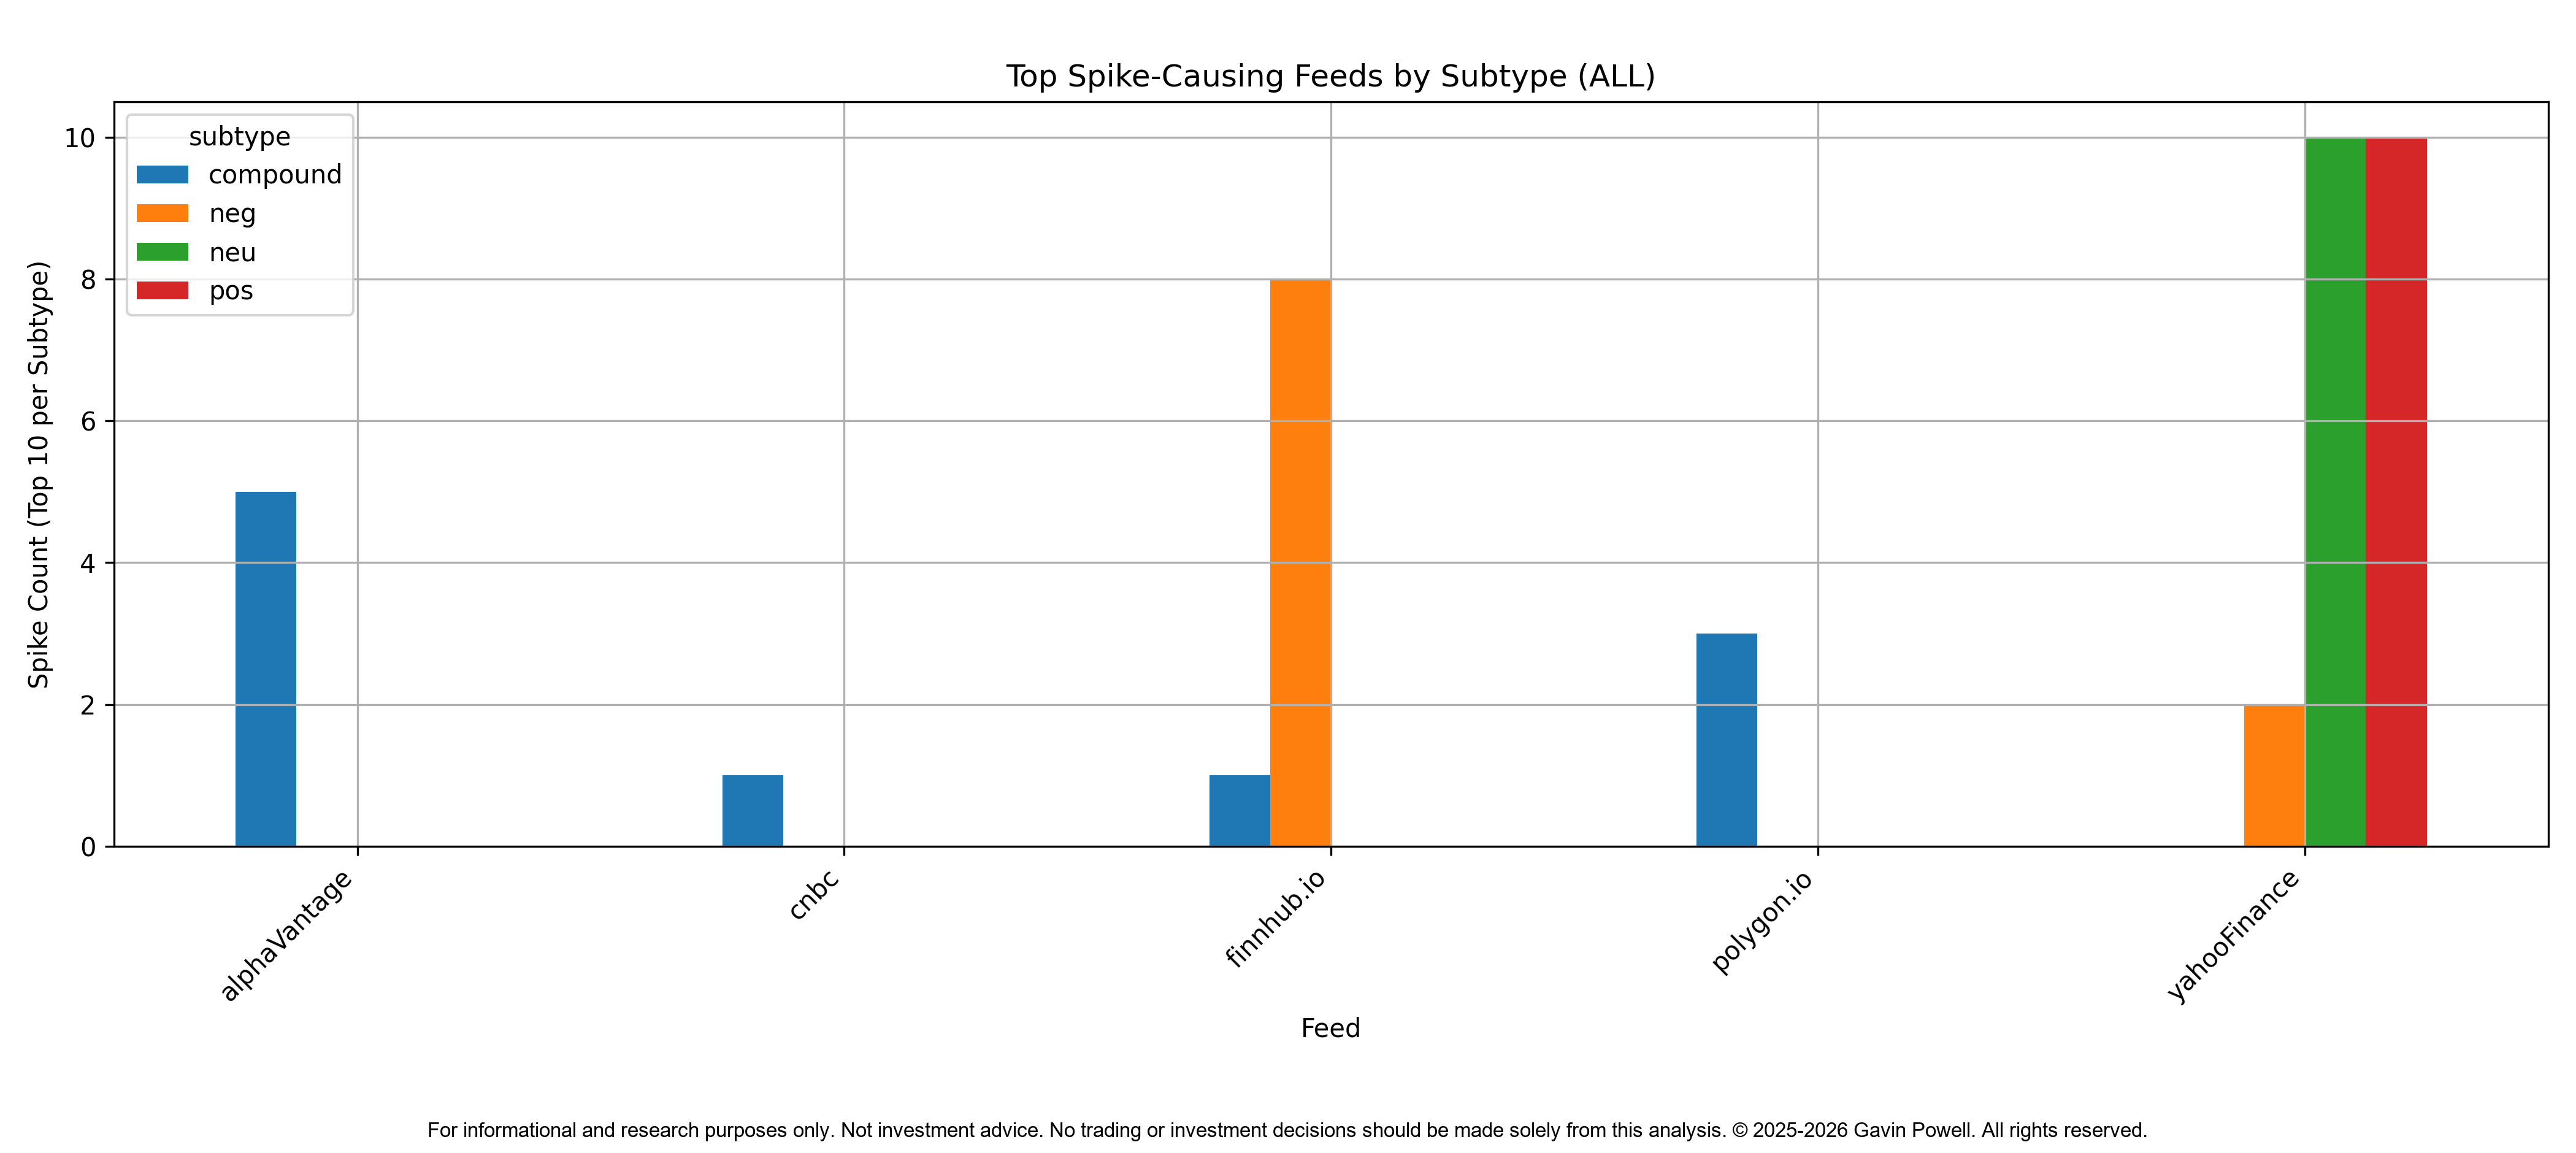 Top Spike-Causing Feeds by Subtype (ALL)
Spike Count (Top 10 per Subtype)
10
8
6
4
2
0
subtype
compound
neg
neu
pos
alphaVantage
cnbc
finnhub.io
polygon.io
yahooFinance
Feed
For informational and research purposes only. Not investment advice. No trading or investment decisions should be made solely from this analysis. © 2025-2026 Gavin Powell. All rights reserved.